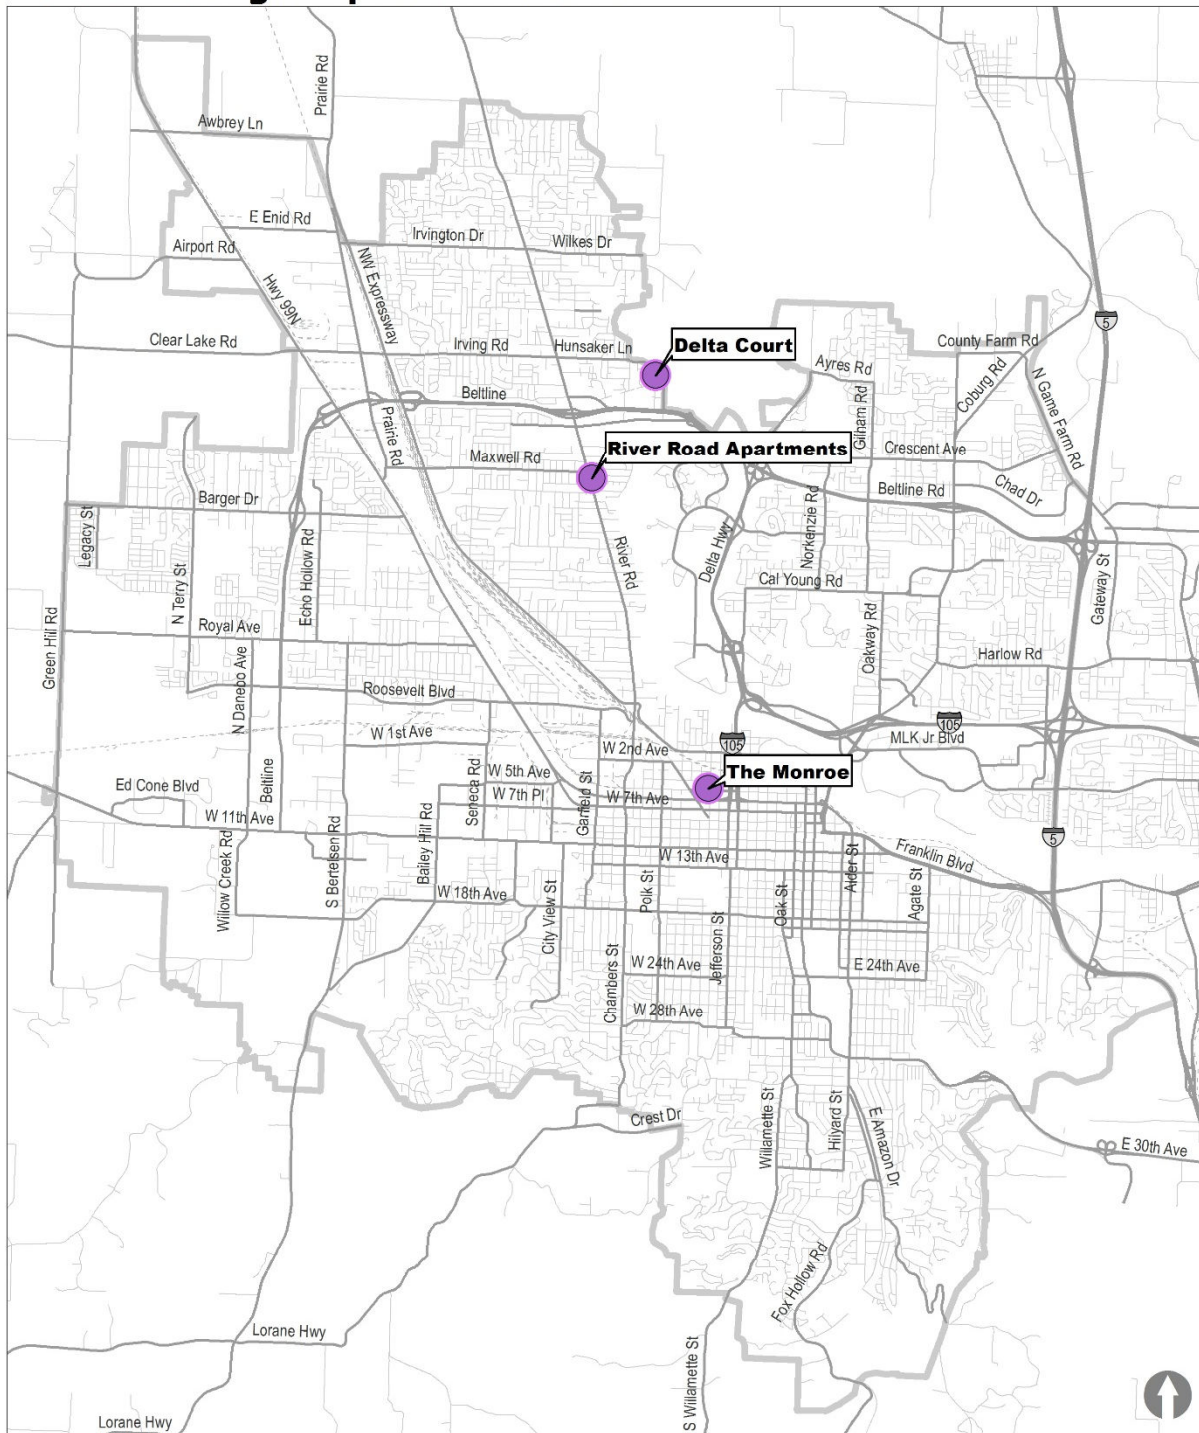 Prairie Rd
Awbrey Ln
E Enid Rd
Irvington Dr
Wilkes Dr
Airport Rd
NW Expressway
Hwy 99N
5
Clear Lake Rd
Irving Rd
Hunsaker Ln
Delta Court
County Farm Rd
Ayres Rd
Coburg Rd
N Game Farm Rd
Beltline
Gilham Rd
Prairie Rd
Maxwell Rd
River Road Apartments
Crescent Ave
Chad Dr
Beltline Rd
Barger Dr
Legacy St
Echo Hollow Rd
Norkenzie Rd
River Rd
Delta Hwy
Cal Young Rd
Gateway St
N Terry St
Green Hill Rd
Royal Ave
Oakway Rd
Harlow Rd
N Danebo Ave
Roosevelt Blvd
W 1st Ave
W 2nd Ave
105
105
MLK Jr Blvd
Beltline
Ed Cone Blvd
Seneca Rd
W 5th Ave
W 7th Pl
Garfield St
W 7th Ave
The Monroe
5
W 11th Ave
Willow Creek Rd
S Bertelsen Rd
Bailey Hill Rd
W 13th Ave
Franklin Blvd
Alder St
W 18th Ave
City View St
Polk St
Oak St
Agate St
Jefferson St
Chambers St
W 24th Ave
E 24th Ave
W 28th Ave
Crest Dr
Willamette St
Hilyard St
E Amazon Dr
E 30th Ave
Fox Hollow Rd
Lorane Hwy
S Willamette St
Lorane Hwy